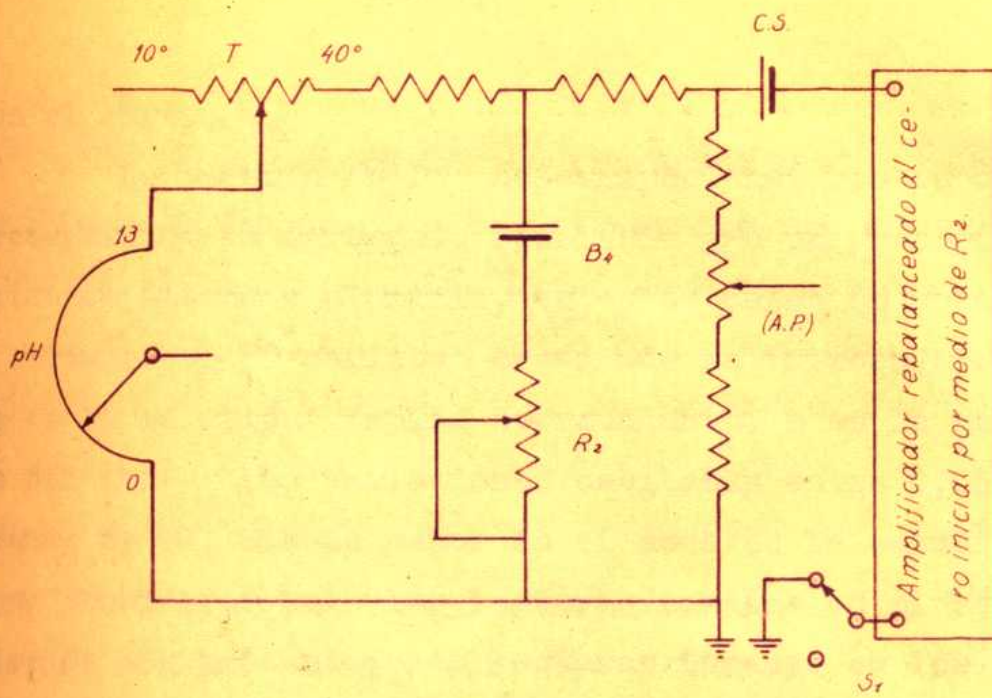 C.S.
10° T 40°
13
B₄
(A.P.)
pH
R₂
0
S₁
Amplificador rebalanceado al ce-
ro inicial por medio de R₂.